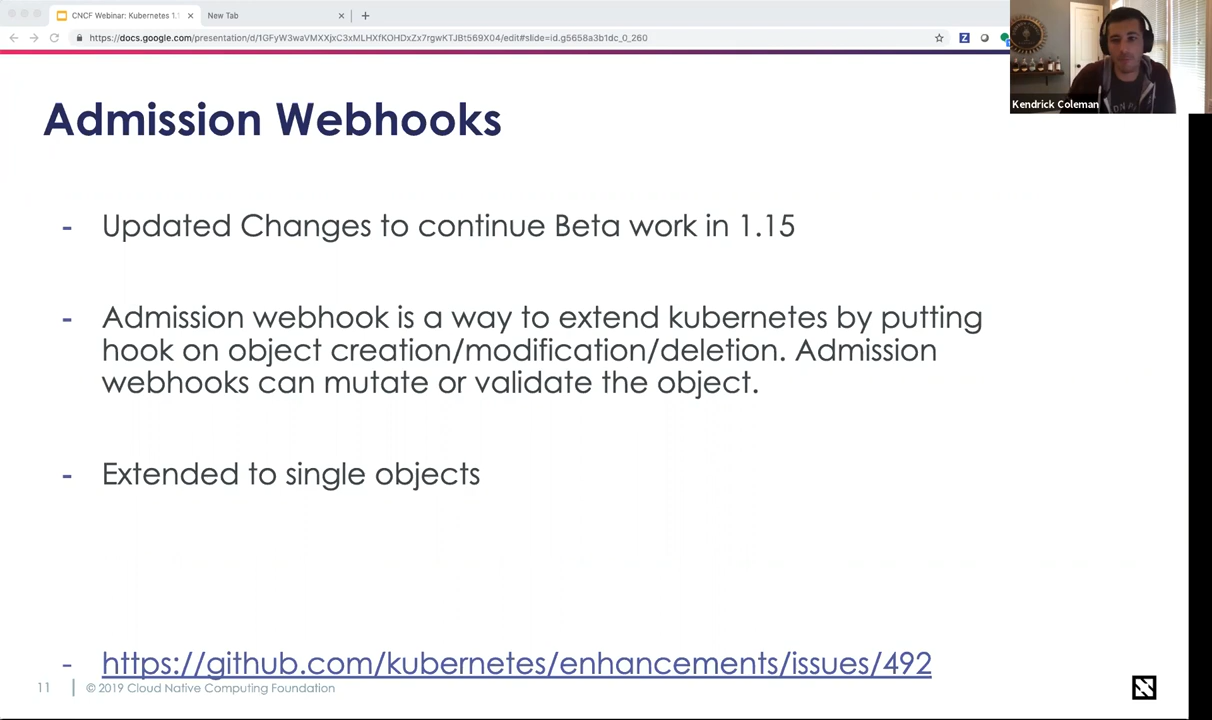 CNCF Webinar: Kubernetes 1.1
New Tab
https://docs.google.com/presentation/d/1GFyW3waVMXXjxC3xMLHXfKOHDxZx7rgwKTJBt569X04/edit#slide=id.g5658a3b1dc_0_260
Kendrick Coleman
Admission Webhooks
- Updated Changes to continue Beta work in 1.15
- Admission webhook is a way to extend kubernetes by putting
hook on object creation/modification/deletion. Admission
webhooks can mutate or validate the object.
- Extended to single objects
- https://github.com/kubernetes/enhancements/issues/492
11 © 2019 Cloud Native Computing Foundation